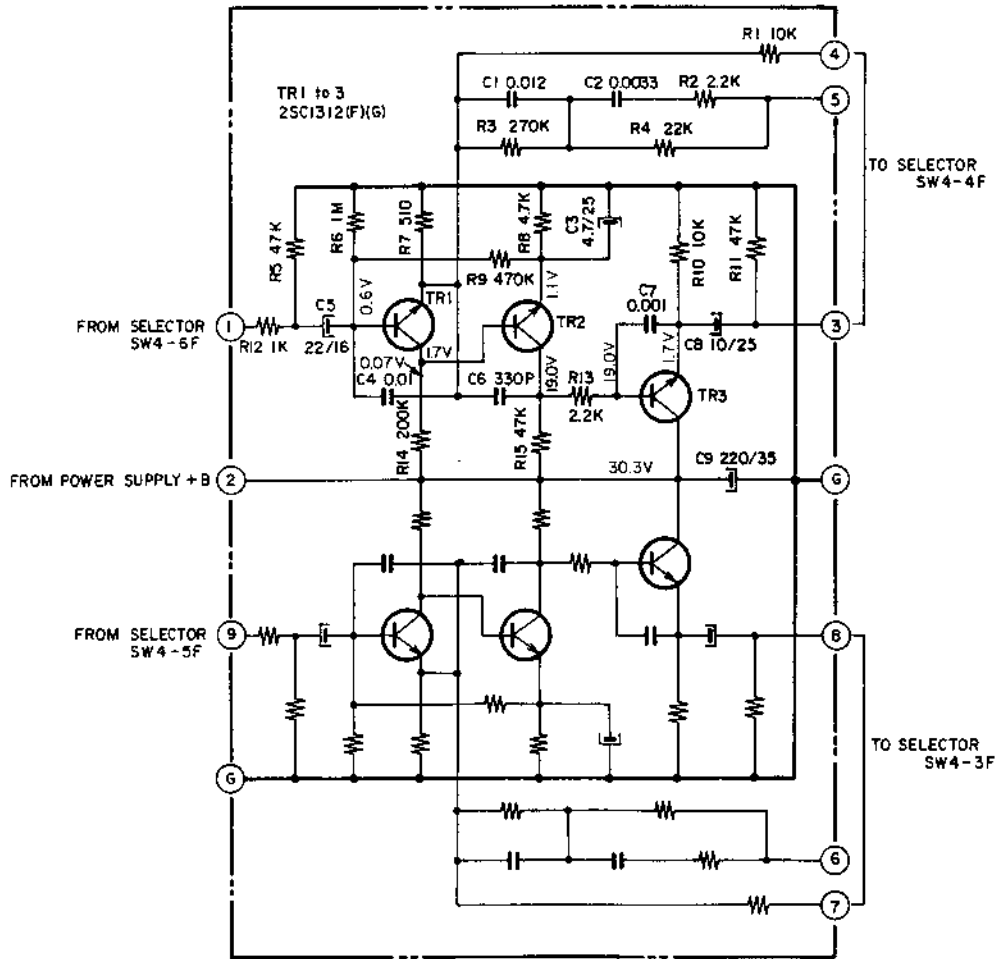 R1 10K
4
C1 0.012
C2 0.0033
R2 2.2K
5
TR1 to 3
2SC1312(F)(G)
R3 270K
R4 22K
TO SELECTOR
SW4-4F
R5 47K
R6 1M
R7 510
R8 4.7K
C3
4.7/25
R10 10K
R11 47K
R9 470K
0.6V
TR1
1.1V
TR2
C7
0.001
C5
22/16
FROM SELECTOR
SW4-6F
1
R12 1K
3
C8 10/25
0.07V
1.7V
C4 0.01
C6 330P
19.0V
R13
2.2K
19.0V
1.7V
TR3
R14 200K
R15 47K
30.3V
C9 220/35
FROM POWER SUPPLY +B
2
G
FROM SELECTOR
SW4-5F
9
8
TO SELECTOR
SW4-3F
G
6
7